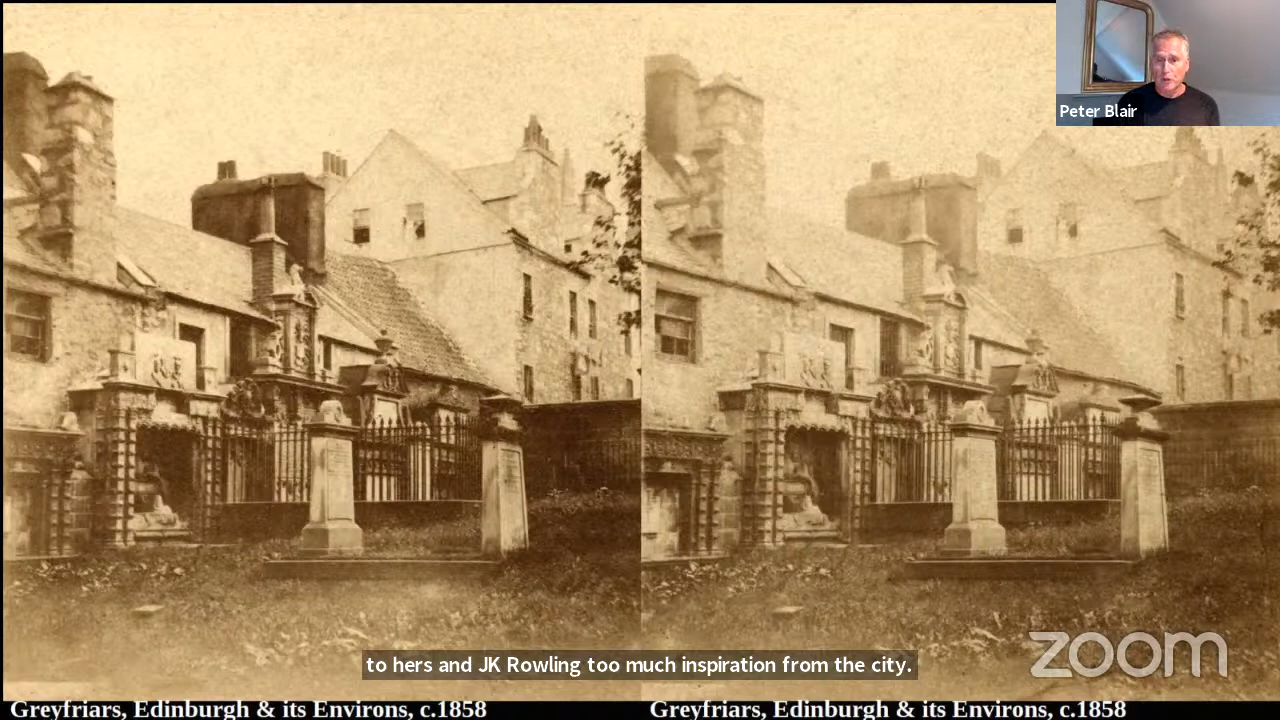 Peter Blair
to hers and JK Rowling too much inspiration from the city.
zoom
Greyfriars, Edinburgh & its Environs, c.1858
Greyfriars, Edinburgh & its Environs, c.1858